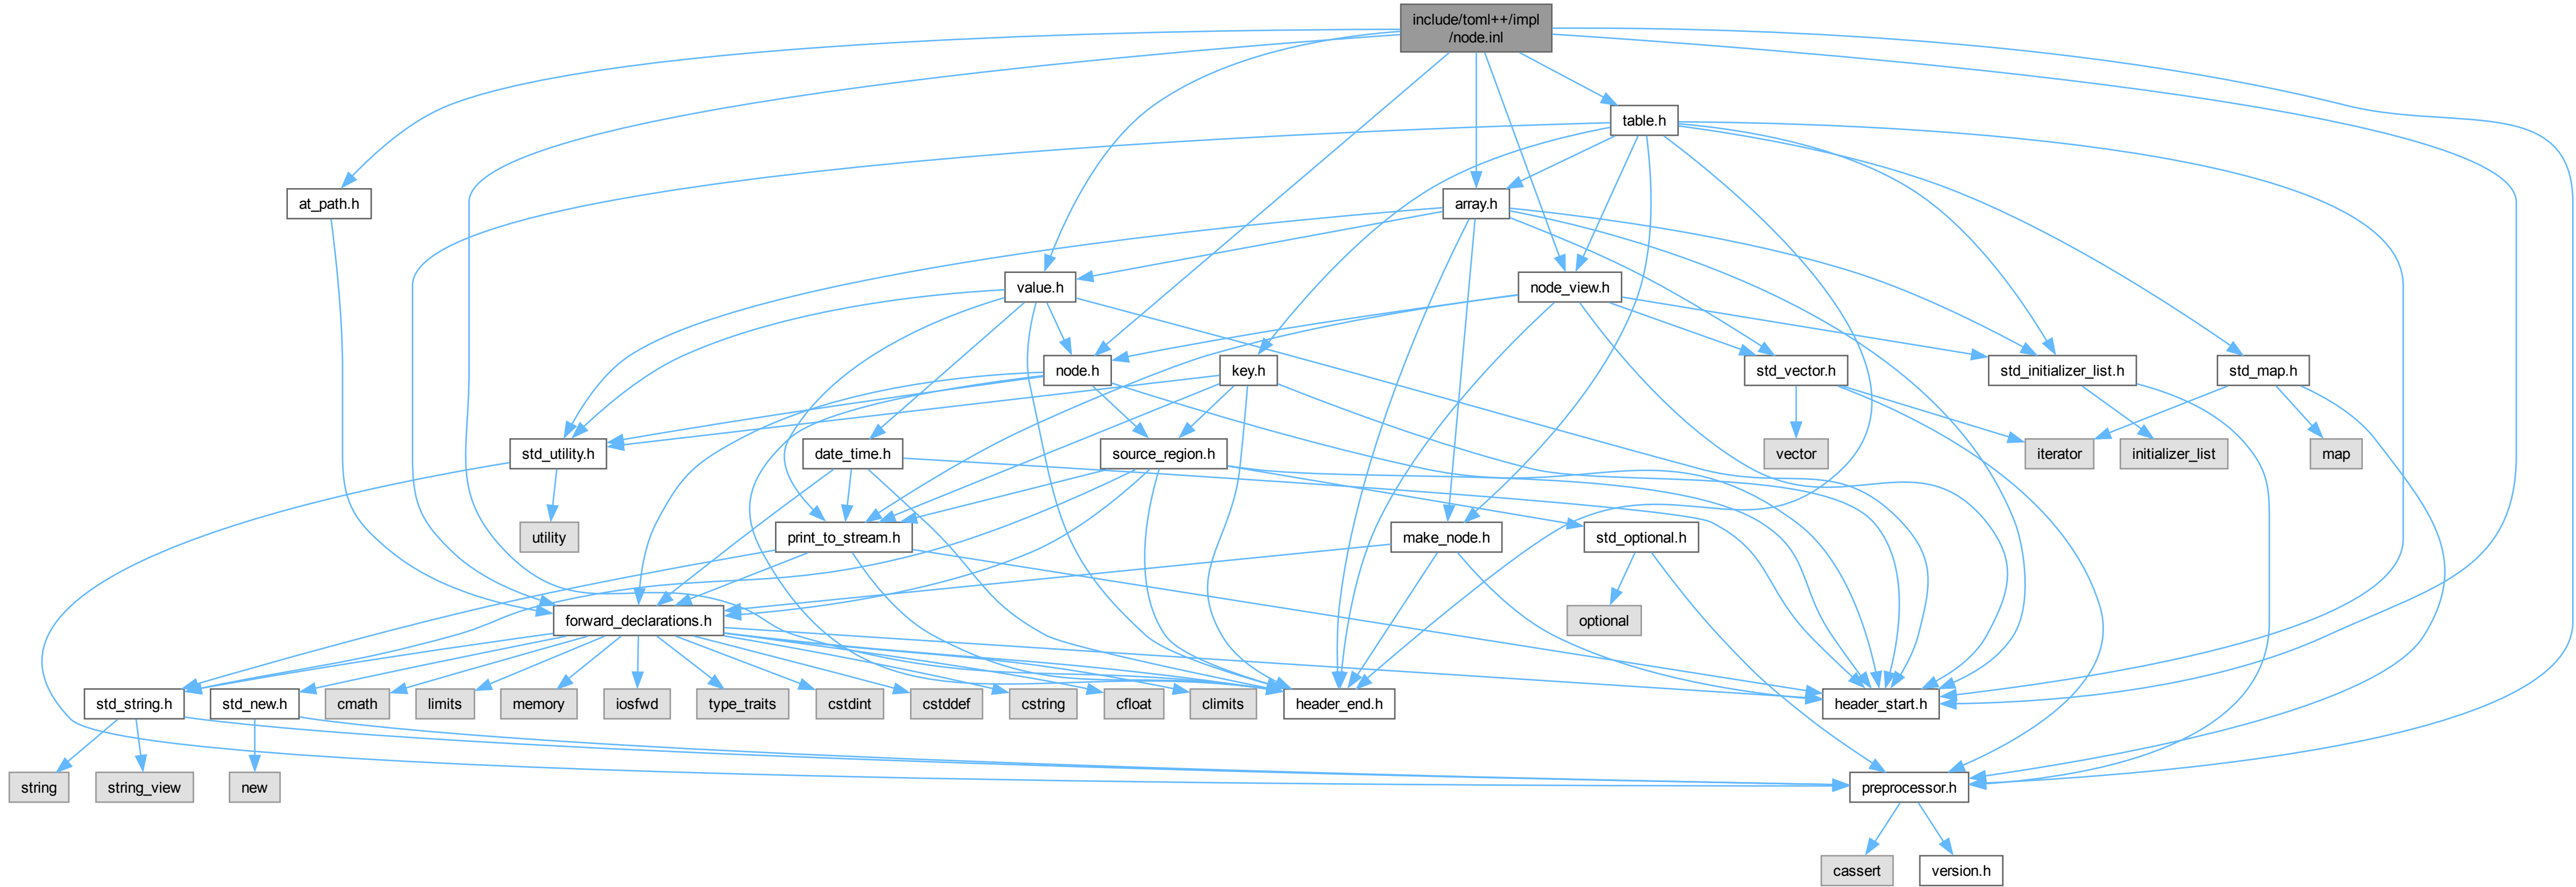 include/toml++/impl
/node.inl
table.h
at_path.h
array.h
value.h
node_view.h
node.h
key.h
std_vector.h
std_initializer_list.h
std_map.h
std_utility.h
date_time.h
source_region.h
vector
iterator
initializer_list
map
utility
print_to_stream.h
make_node.h
std_optional.h
forward_declarations.h
optional
std_string.h
std_new.h
cmath
limits
memory
iosfwd
type_traits
cstdint
cstddef
cstring
cfloat
climits
header_end.h
header_start.h
string
string_view
new
preprocessor.h
cassert
version.h